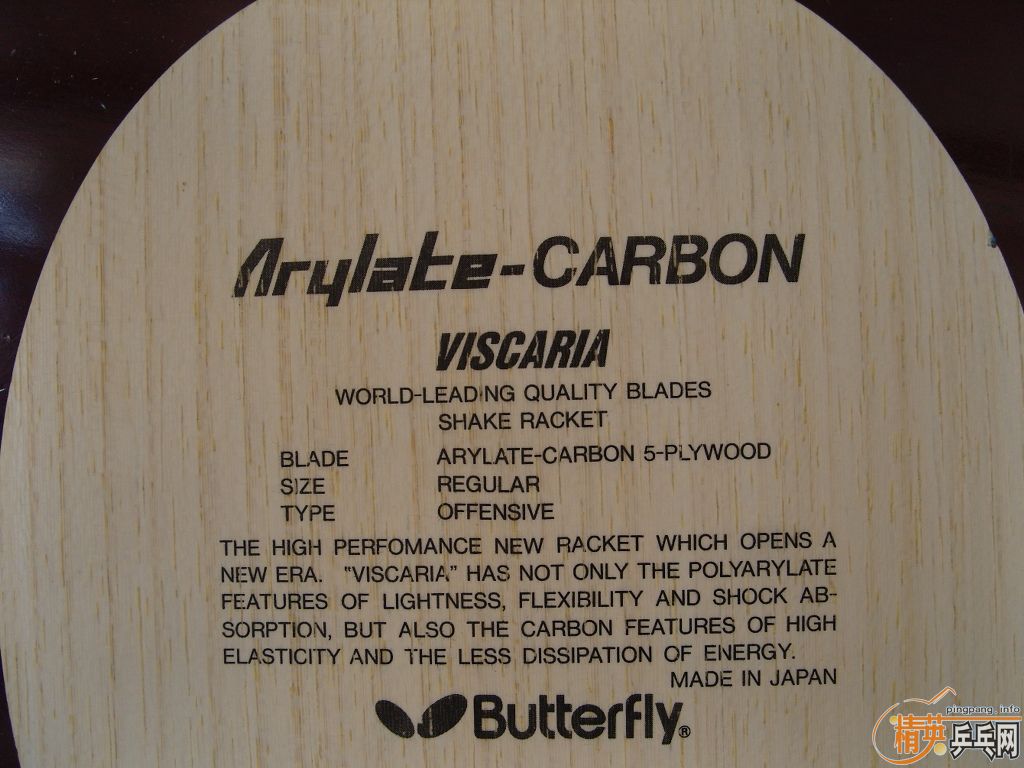 Arylate-CARBON
VISCARIA
WORLD-LEADING QUALITY BLADES
SHAKE RACKET
BLADE ARYLATE-CARBON 5-PLYWOOD
SIZE REGULAR
TYPE OFFENSIVE
THE HIGH PERFOMANCE NEW RACKET WHICH OPENS A
NEW ERA. "VISCARIA" HAS NOT ONLY THE POLYARYLATE
FEATURES OF LIGHTNESS, FLEXIBILITY AND SHOCK AB-
SORPTION, BUT ALSO THE CARBON FEATURES OF HIGH
ELASTICITY AND THE LESS DISSIPATION OF ENERGY.
MADE IN JAPAN
Butterfly®
pingpang.info
精英乒乓网